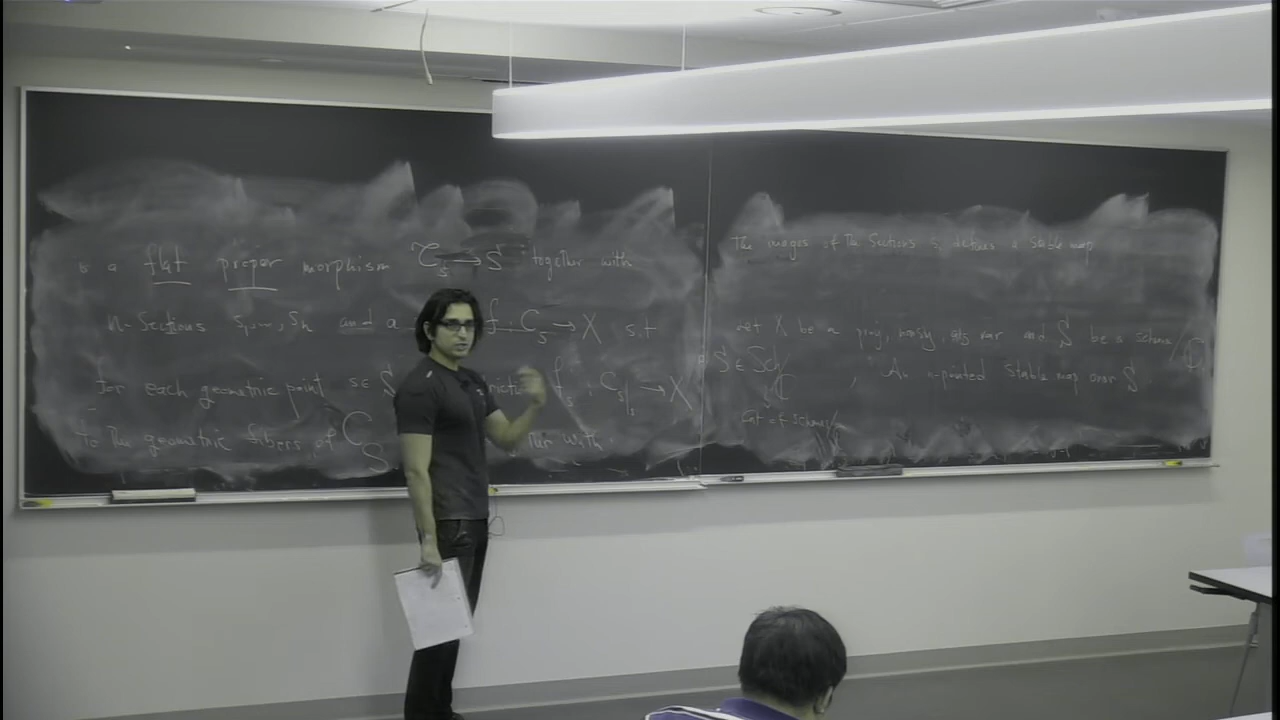 is a flat proper morphism C_S → S together with
n-Sections S_1, ..., S_n and a f C_S → X s.t
For each geometric point s ∈ S f_s : C_S|_s → X
to the geometric fibers of C_S with
The images of the Sections S_i defines a stable map
Let X be a proj, var and S be a scheme/C
S ∈ Sch/C , An n-pointed Stable map over S
Cat of schemes/